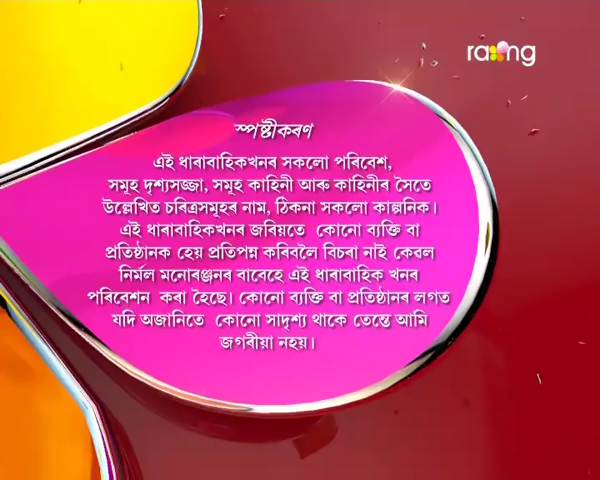 rang
স্পষ্টীকৰণ
এই ধাৰাবাহিকখনৰ সকলো পৰিবেশ,
সমূহ দৃশ্যসজ্জা, সমূহ কাহিনী আৰু কাহিনীৰ সৈতে
উল্লেখিত চৰিত্ৰসমূহৰ নাম, ঠিকনা সকলো কাল্পনিক।
এই ধাৰাবাহিকখনৰ জৰিয়তে কোনো ব্যক্তি বা
প্ৰতিষ্ঠানক হেয় প্ৰতিপন্ন কৰিবলৈ বিচৰা নাই কেৱল
নিৰ্মল মনোৰঞ্জনৰ বাবেহে এই ধাৰাবাহিক খনৰ
পৰিবেশন কৰা হৈছে। কোনো ব্যক্তি বা প্ৰতিষ্ঠানৰ লগত
যদি অজানিতে কোনো সাদৃশ্য থাকে তেন্তে আমি
জগৰীয়া নহয়।